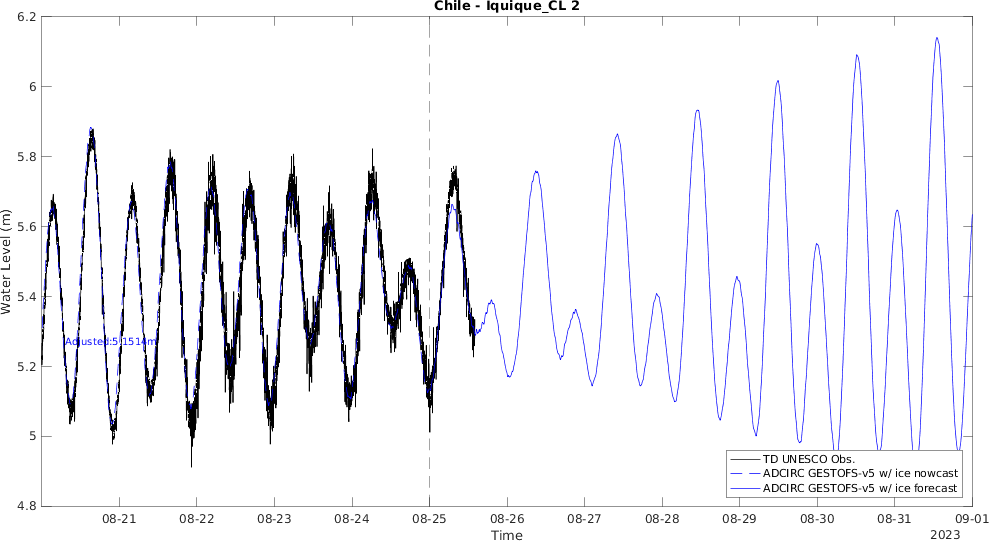 Chile - Iquique_CL 2
6.2
6
5.8
5.6
5.4
5.2
5
4.8
Water Level (m)
Adjusted:5.1514m
TD UNESCO Obs.
ADCIRC GESTOFS-v5 w/ ice nowcast
ADCIRC GESTOFS-v5 w/ ice forecast
08-21 08-22 08-23 08-24 08-25 08-26 08-27 08-28 08-29 08-30 08-31 09-01
Time
2023